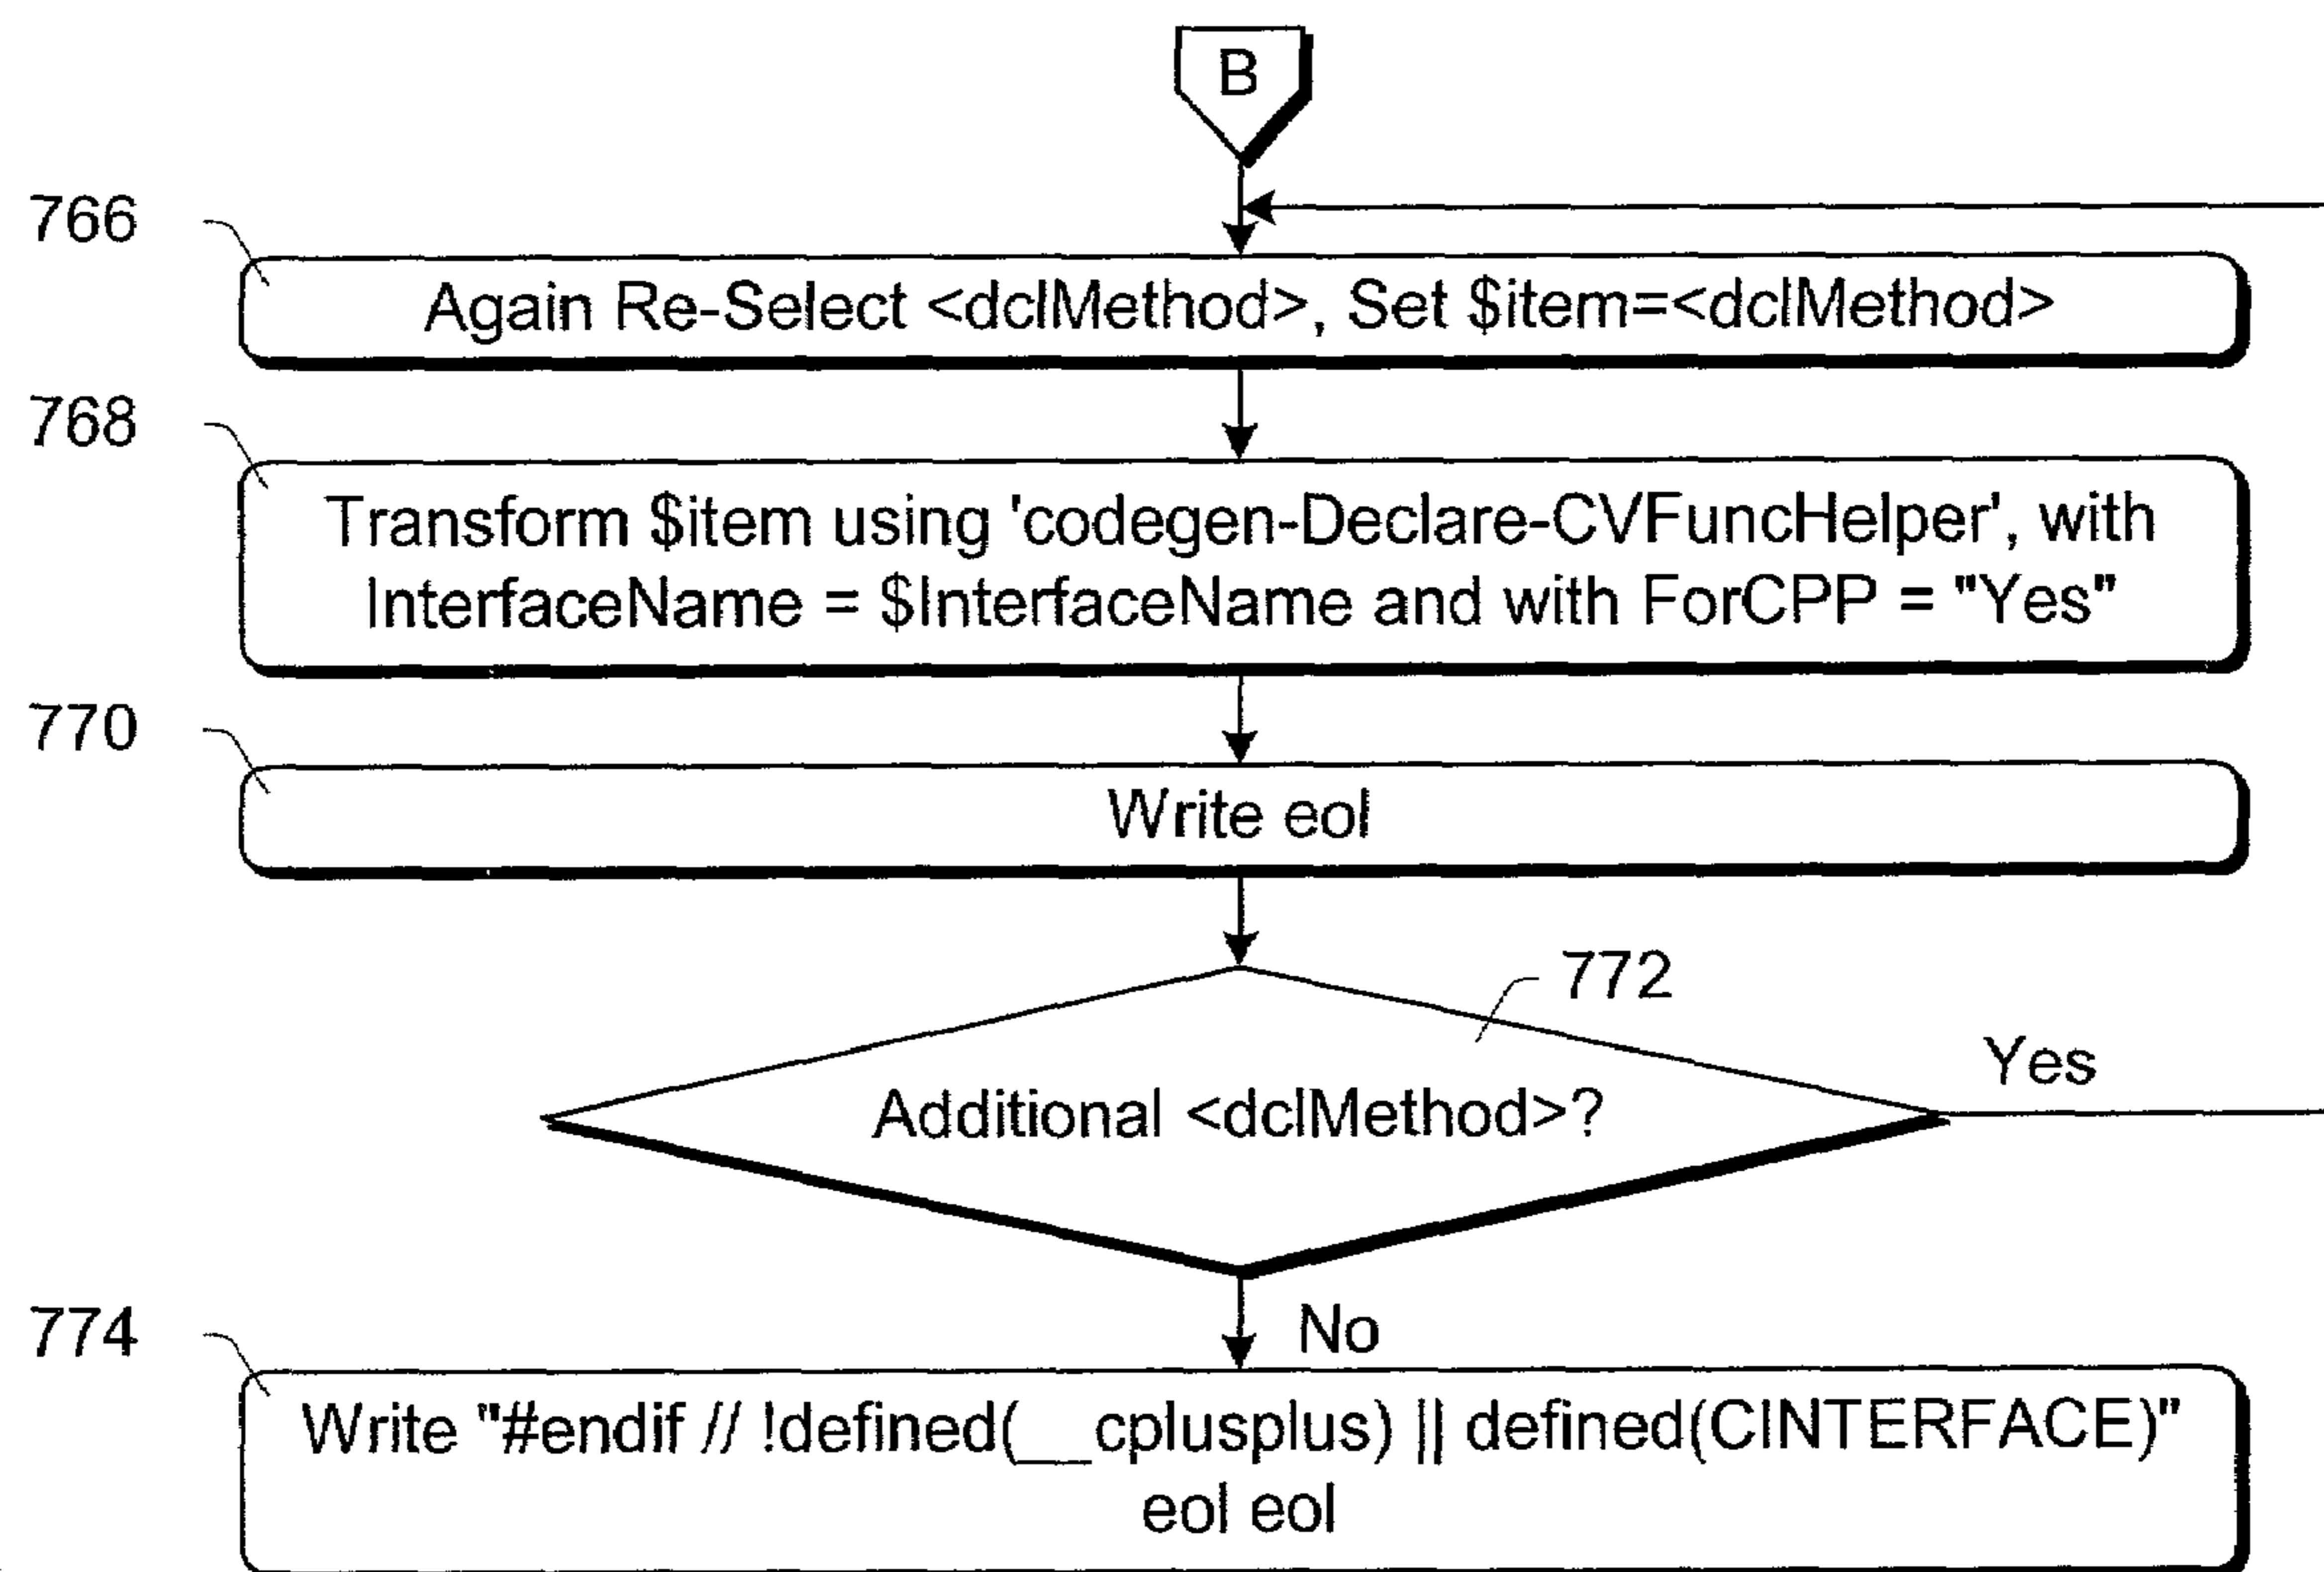 B
766
Again Re-Select <dclMethod>, Set $item=<dclMethod>
768
Transform $item using 'codegen-Declare-CVFuncHelper', with
InterfaceName = $InterfaceName and with ForCPP = "Yes"
770
Write eol
772
Yes
Additional <dclMethod>?
No
774
Write "#endif // !defined(__cplusplus) || defined(CINTERFACE)"
eol eol